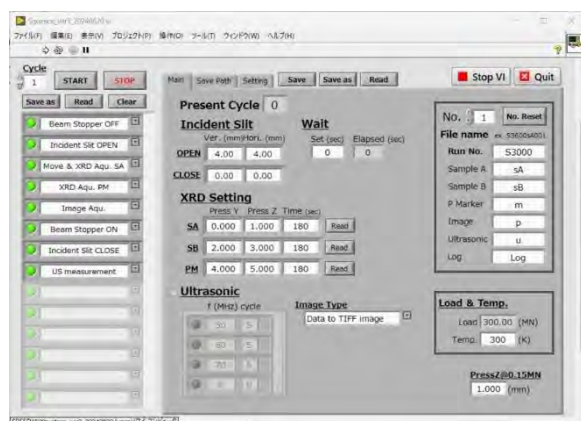 ファイル(F) 編集(E) 表示(V) プロジェクト(P) 操作(O) ツール(T) ウィンドウ(W) ヘルプ(H)
Cycle
1 START STOP
Save as Read Clear
Beam Stopper OFF
Incident Slit OPEN
Move & XRD Aqu. SA
XRD Aqu. PM
Image Aqu.
Beam Stopper ON
Incident Slit CLOSE
US measurement
Main Save Path Setting Save Save as Read
Stop VI Quit
Present Cycle 0
Incident Slit Wait
Ver. (mm) Hori. (mm) Set (sec) Elapsed (sec)
OPEN 4.00 4.00 0 0
CLOSE 0.00 0.00
XRD Setting
Press Y Press Z Time (sec)
SA 0.000 1.000 180 Read
SB 2.000 3.000 180 Read
PM 4.000 5.000 180 Read
Ultrasonic
f (MHz) cycle
50 5
60 5
70 5
0 0
Image Type
Data to TIFF image
No. 1 No. Reset
File name
Run No. S3000
Sample A sA
Sample B sB
P Marker m
Image p
Ultrasonic u
Log Log
Load & Temp.
Load 300.00 (MN)
Temp. 300 (K)
PressZ@0.15MN
1.000 (mm)